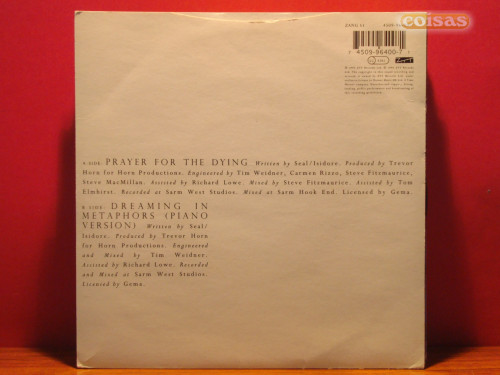 coisas
ZANG 51
4509-96400-7
A-SIDE: PRAYER FOR THE DYING Written by Seal/Isidore. Produced by Trevor
Horn for Horn Productions. Engineered by Tim Weidner, Carmen Rizzo, Steve Fitzmaurice,
Steve MacMillan. Assisted by Richard Lowe. Mixed by Steve Fitzmaurice. Assisted by Tom
Elmhirst. Recorded at Sarm West Studios. Mixed at Sarm Hook End. Licensed by Gema.
B-SIDE: DREAMING IN
METAPHORS (PIANO
VERSION) Written by Seal/
Isidore. Produced by Trevor Horn
for Horn Productions. Engineered
and Mixed by Tim Weidner.
Assisted by Richard Lowe. Recorded
and Mixed at Sarm West Studios.
Licensed by Gema.